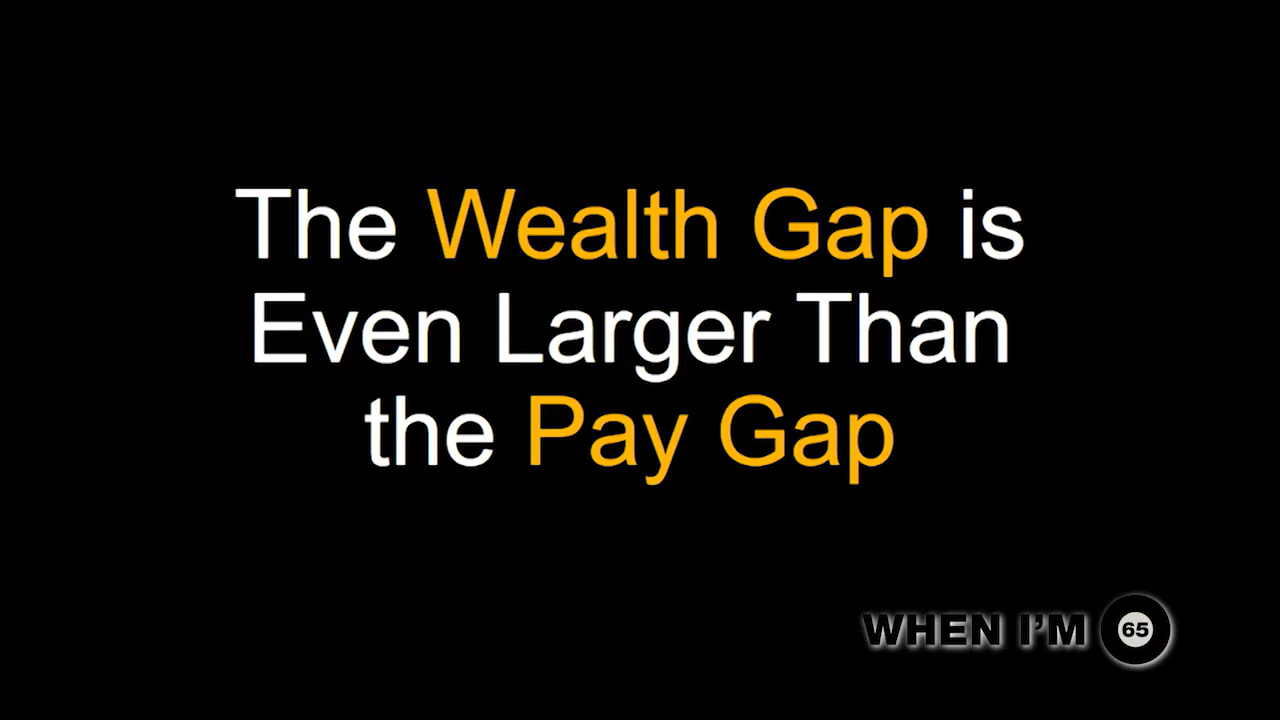 The Wealth Gap is
Even Larger Than
the Pay Gap
WHEN I'M 65